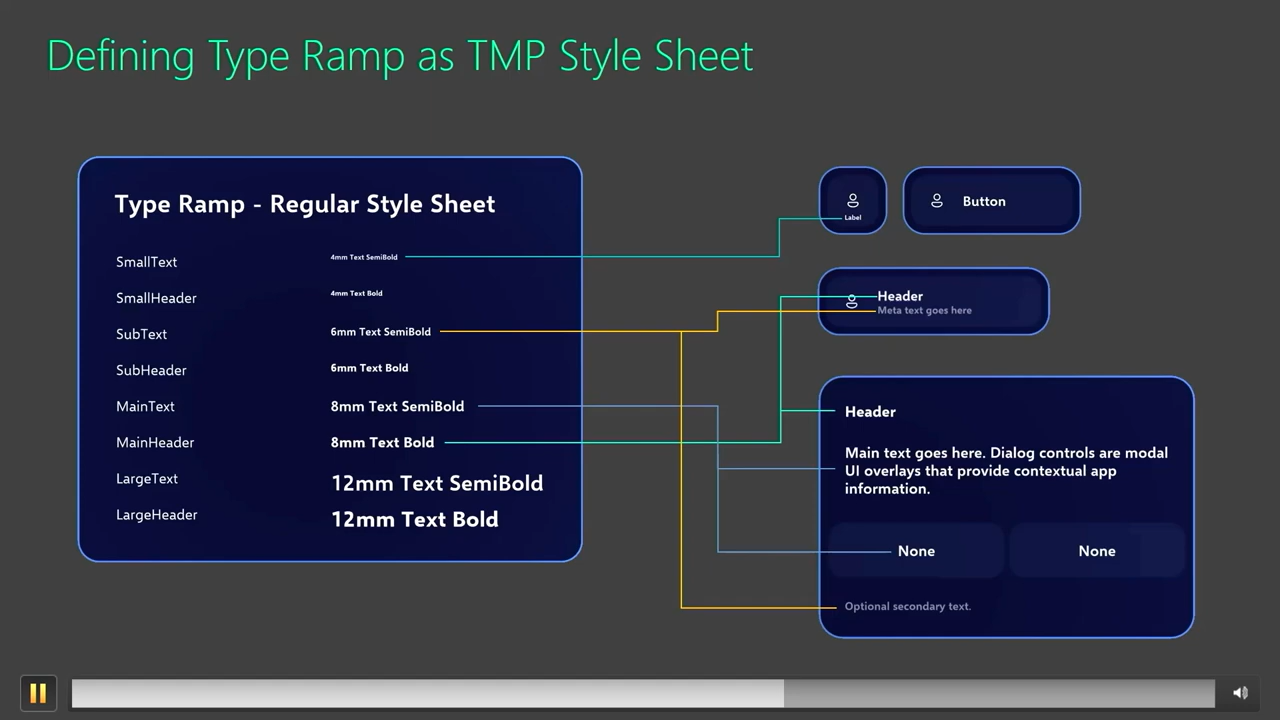 Defining Type Ramp as TMP Style Sheet
Type Ramp - Regular Style Sheet
SmallText 4mm Text SemiBold
SmallHeader 4mm Text Bold
SubText 6mm Text SemiBold
SubHeader 6mm Text Bold
MainText 8mm Text SemiBold
MainHeader 8mm Text Bold
LargeText 12mm Text SemiBold
LargeHeader 12mm Text Bold
Label
Button
Header
Meta text goes here
Header
Main text goes here. Dialog controls are modal
UI overlays that provide contextual app
information.
None None
Optional secondary text.